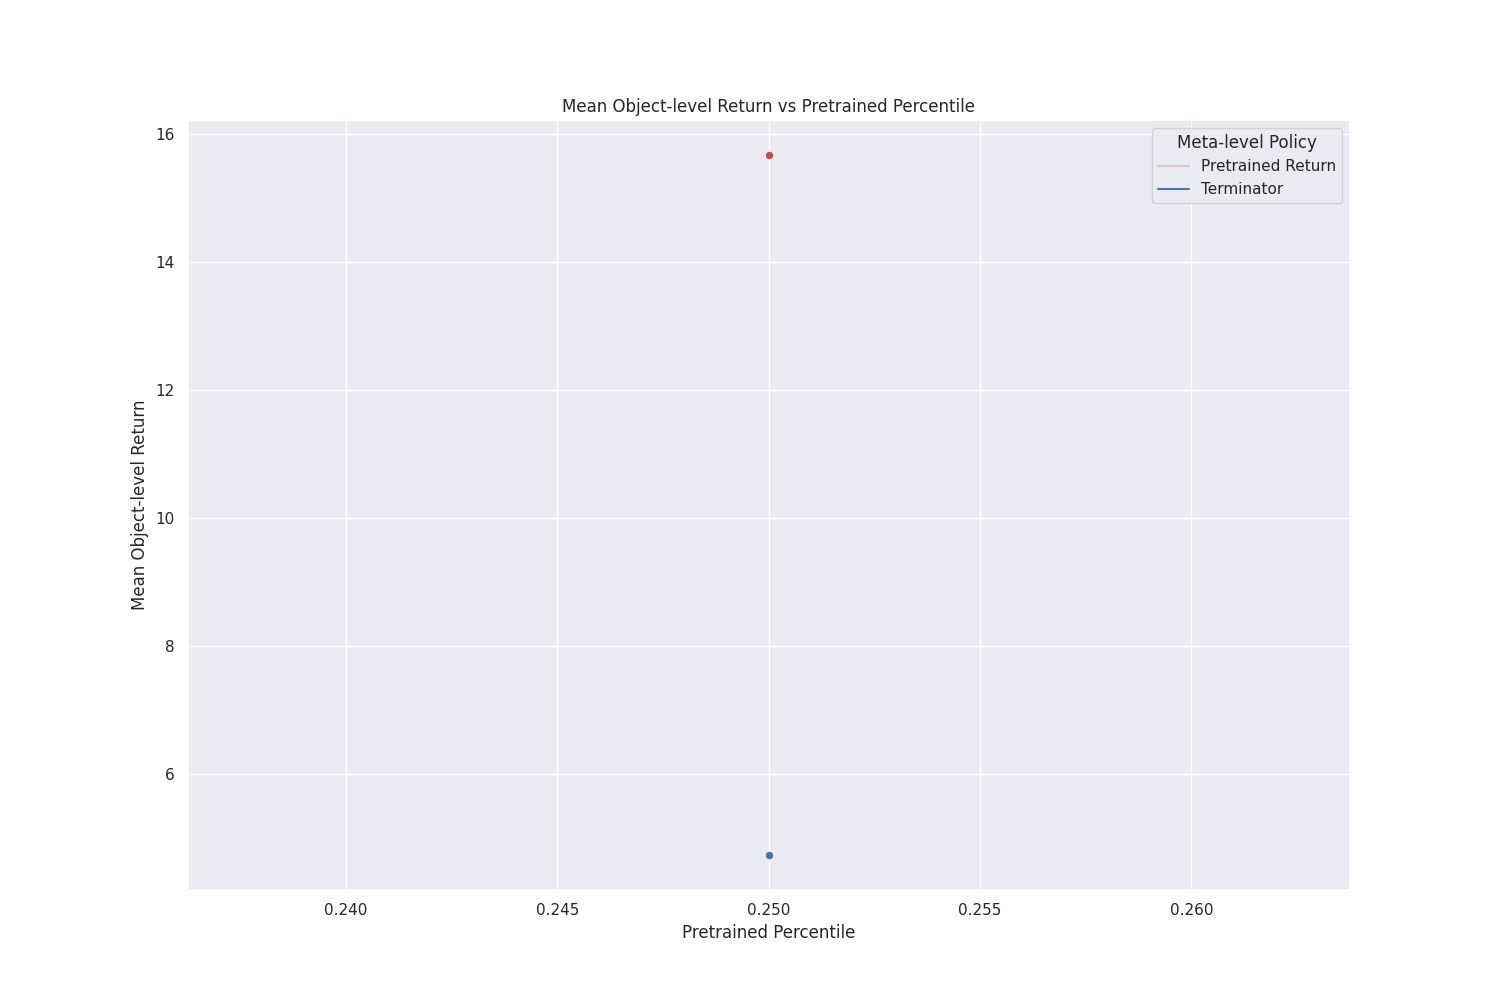 Mean Object-level Return vs Pretrained Percentile
Meta-level Policy
Pretrained Return
Terminator
16
14
12
10
8
6
Mean Object-level Return
0.240 0.245 0.250 0.255 0.260
Pretrained Percentile